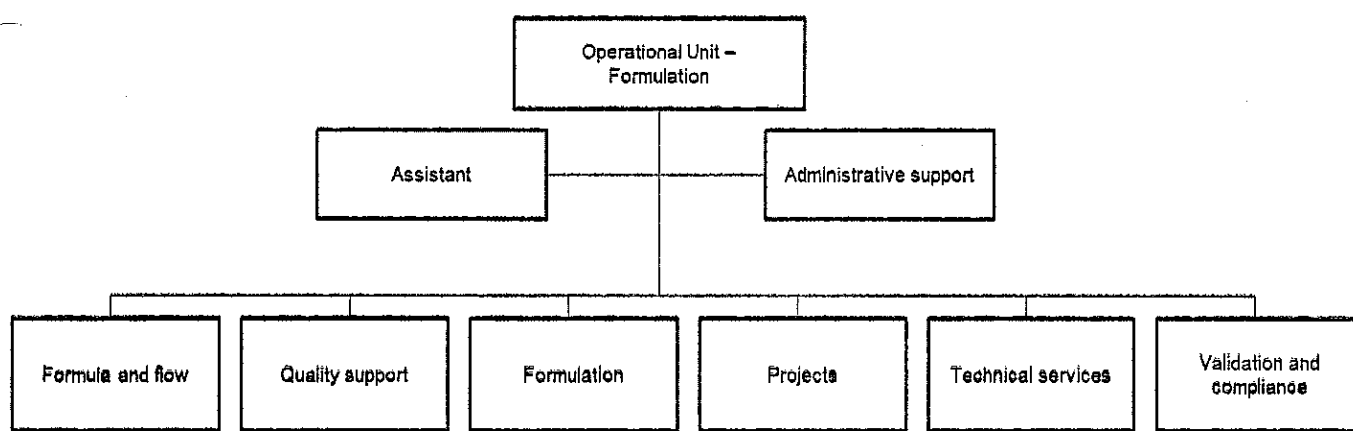 Operational Unit –
Formulation
Assistant
Administrative support
Formula and flow
Quality support
Formulation
Projects
Technical services
Validation and
compliance